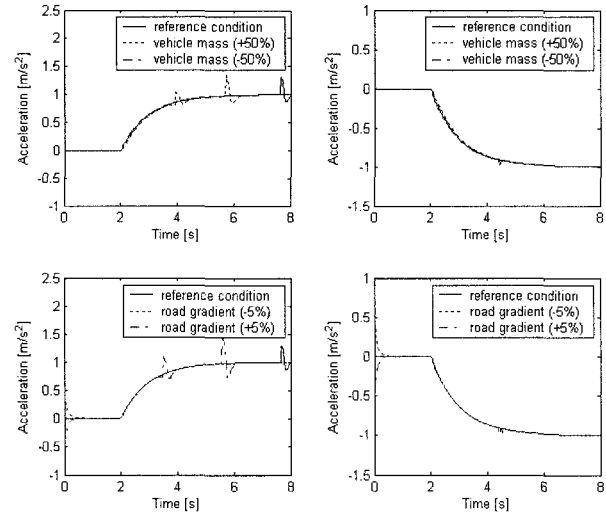 2.5
2
1.5
1
0.5
0
-0.5
-1
0 2 4 6 8
Time [s]
Acceleration [m/s²]
reference condition
vehicle mass (+50%)
vehicle mass (-50%)
1
0.5
0
-0.5
-1
-1.5
0 2 4 6 8
Time [s]
Acceleration [m/s²]
reference condition
vehicle mass (+50%)
vehicle mass (-50%)
2.5
2
1.5
1
0.5
0
-0.5
-1
0 2 4 6 8
Time [s]
Acceleration [m/s²]
reference condition
road gradient (-5%)
road gradient (+5%)
1
0.5
0
-0.5
-1
-1.5
0 2 4 6 8
Time [s]
Acceleration [m/s²]
reference condition
road gradient (-5%)
road gradient (+5%)